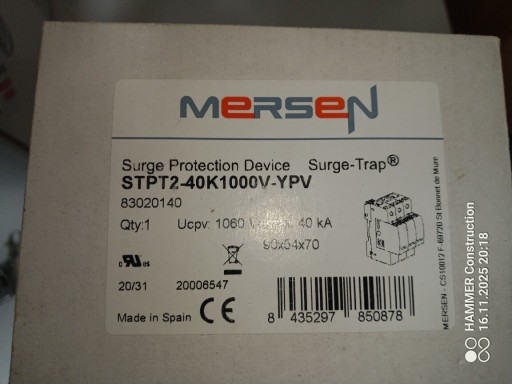 MERSEN
Surge Protection Device Surge-Trap®
STPT2-40K1000V-YPV
83020140
Qty:1 Ucpv: 1060 40 kA
90x54x70
20/31 20006547
Made in Spain CE
8 435297 850878
MERSEN - CS10012 F-69720 St Bonnet de Mure
HAMMER Construction
16.11.2025 20:18